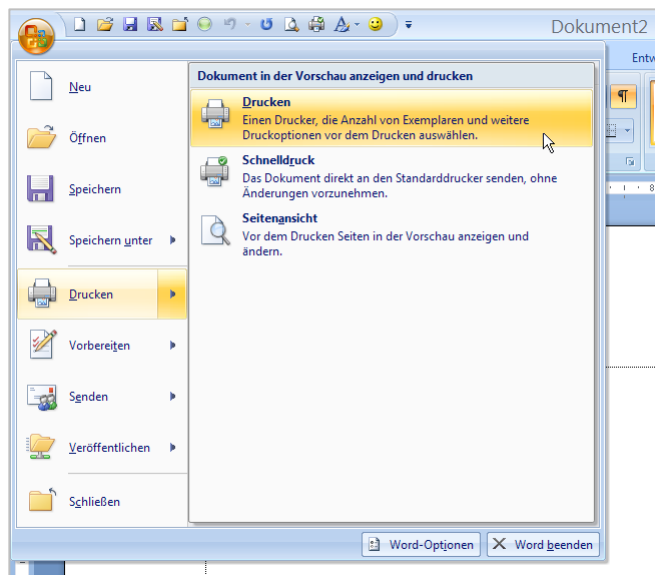 Dokument2
Entw
Neu
Öffnen
Speichern
Speichern unter
Drucken
Vorbereiten
Senden
Veröffentlichen
Schließen
Dokument in der Vorschau anzeigen und drucken
Drucken
Einen Drucker, die Anzahl von Exemplaren und weitere
Druckoptionen vor dem Drucken auswählen.
Schnelldruck
Das Dokument direkt an den Standarddrucker senden, ohne
Änderungen vorzunehmen.
Seitenansicht
Vor dem Drucken Seiten in der Vorschau anzeigen und
ändern.
8
Word-Optionen
Word beenden